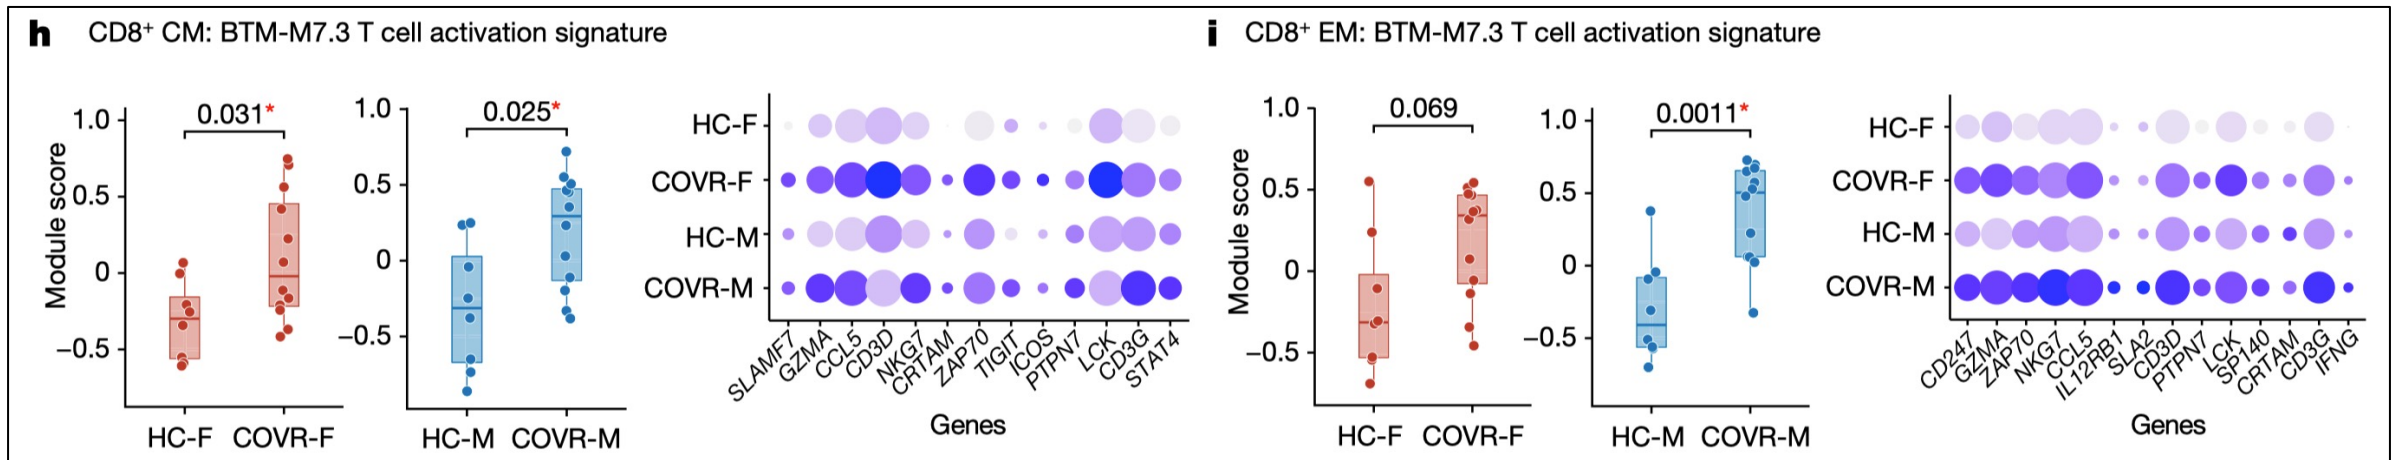 h CD8⁺ CM: BTM-M7.3 T cell activation signature
Module score
1.0
0.5
0
−0.5
0.031*
HC-F COVR-F
1.0
0.5
0
−0.5
0.025*
HC-M COVR-M
HC-F
COVR-F
HC-M
COVR-M
SLAMF7 GZMA CCL5 CD3D NKG7 CRTAM ZAP70 TIGIT ICOS PTPN7 LCK CD3G STAT4
Genes
i CD8⁺ EM: BTM-M7.3 T cell activation signature
Module score
1.0
0.5
0
−0.5
0.069
HC-F COVR-F
1.0
0.5
0
−0.5
0.0011*
HC-M COVR-M
HC-F
COVR-F
HC-M
COVR-M
CD247 GZMA ZAP70 NKG7 CCL5 IL12RB1 SLA2 CD3D PTPN7 LCK SP140 CRTAM CD3G IFNG
Genes